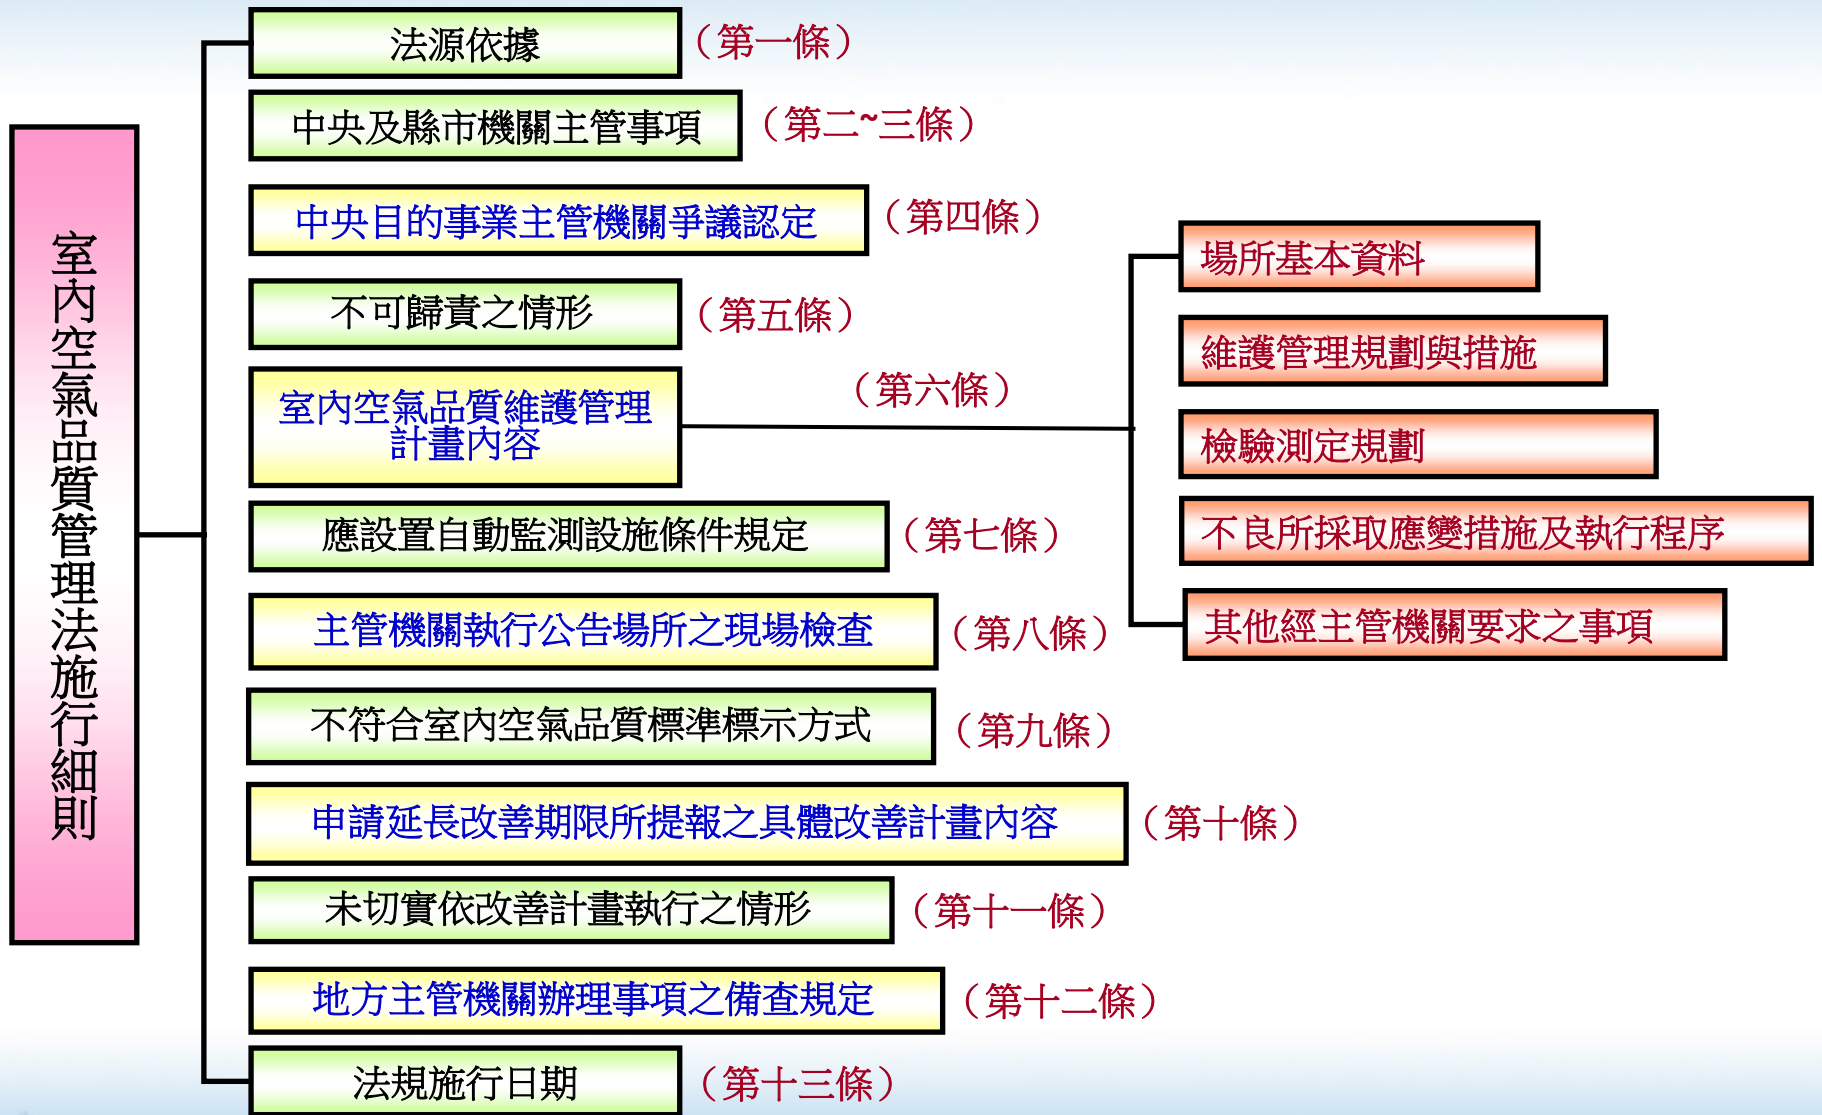 室內空氣品質管理法施行細則
法源依據
（第一條）
中央及縣市機關主管事項
（第二~三條）
中央目的事業主管機關爭議認定
（第四條）
不可歸責之情形
（第五條）
室內空氣品質維護管理
計畫內容
（第六條）
場所基本資料
維護管理規劃與措施
檢驗測定規劃
不良所採取應變措施及執行程序
其他經主管機關要求之事項
應設置自動監測設施條件規定
（第七條）
主管機關執行公告場所之現場檢查
（第八條）
不符合室內空氣品質標準標示方式
（第九條）
申請延長改善期限所提報之具體改善計畫內容
（第十條）
未切實依改善計畫執行之情形
（第十一條）
地方主管機關辦理事項之備查規定
（第十二條）
法規施行日期
（第十三條）